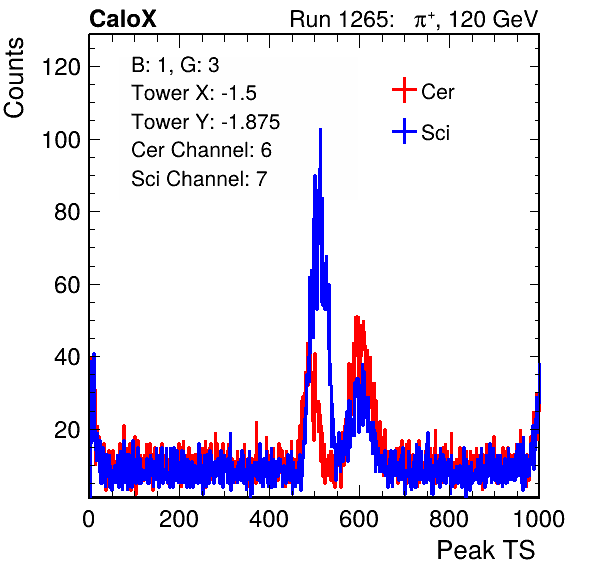 CaloX Run 1265: π⁺, 120 GeV
B: 1, G: 3
Tower X: -1.5
Tower Y: -1.875
Cer Channel: 6
Sci Channel: 7
Cer
Sci
Counts
120
100
80
60
40
20
0 200 400 600 800 1000
Peak TS